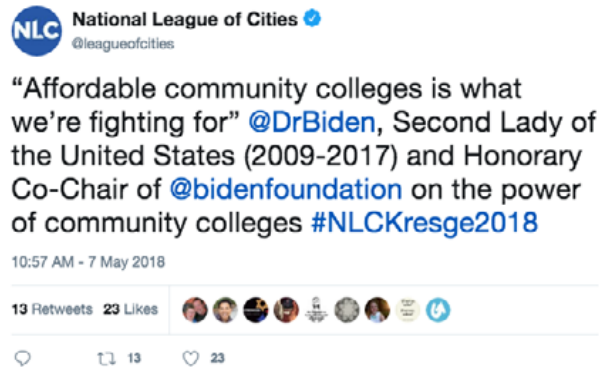 NLC
National League of Cities
@leagueofcities
“Affordable community colleges is what
we’re fighting for” @DrBiden, Second Lady of
the United States (2009-2017) and Honorary
Co-Chair of @bidenfoundation on the power
of community colleges #NLCKresge2018
10:57 AM - 7 May 2018
13 Retweets 23 Likes
13 23